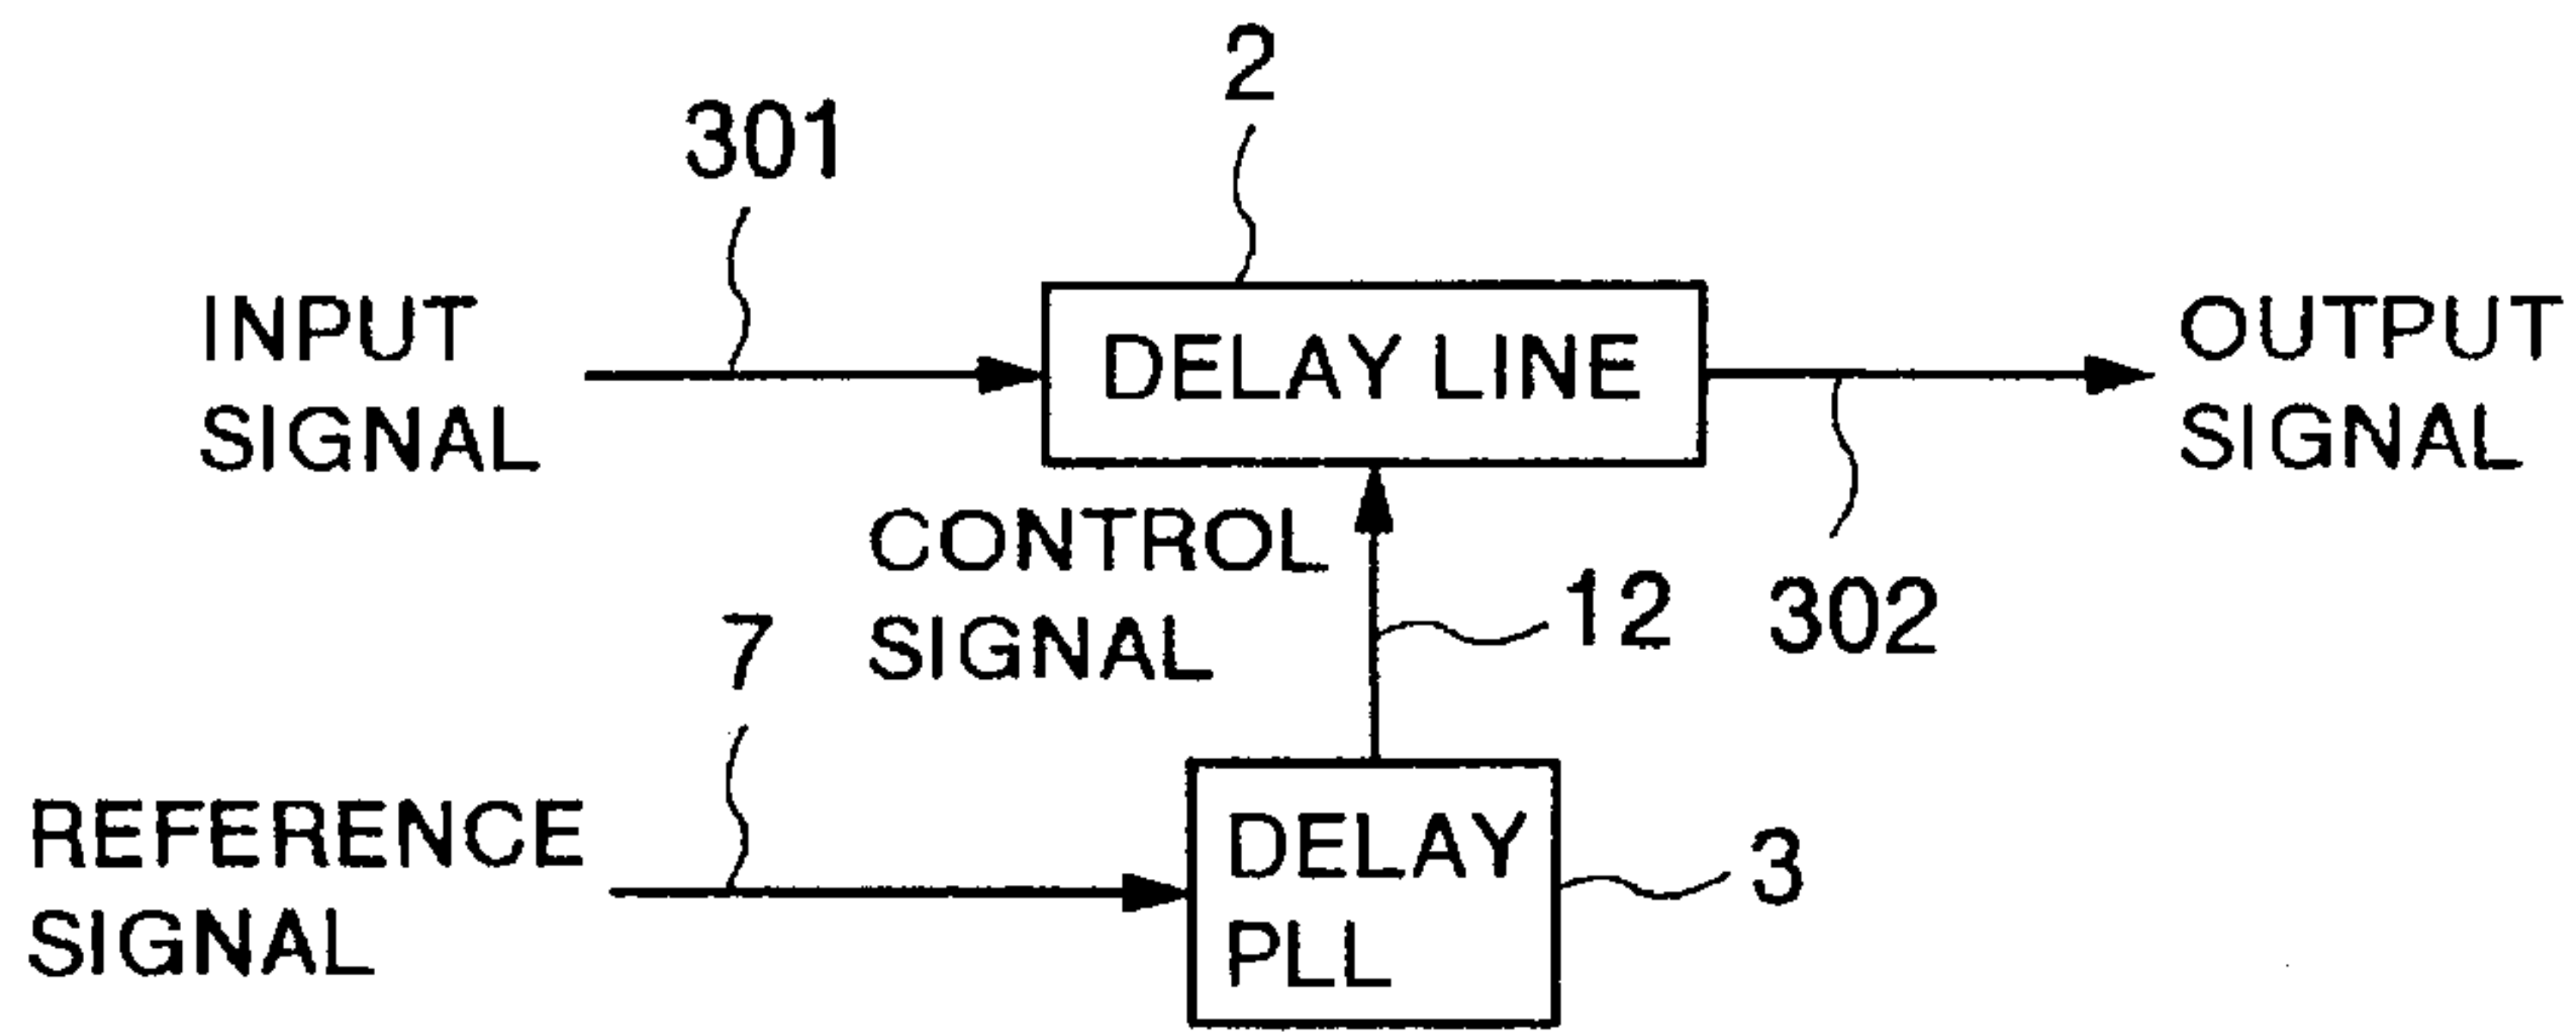 2
301
INPUT
SIGNAL
DELAY LINE
OUTPUT
SIGNAL
CONTROL
SIGNAL
12
302
7
REFERENCE
SIGNAL
DELAY
PLL
3